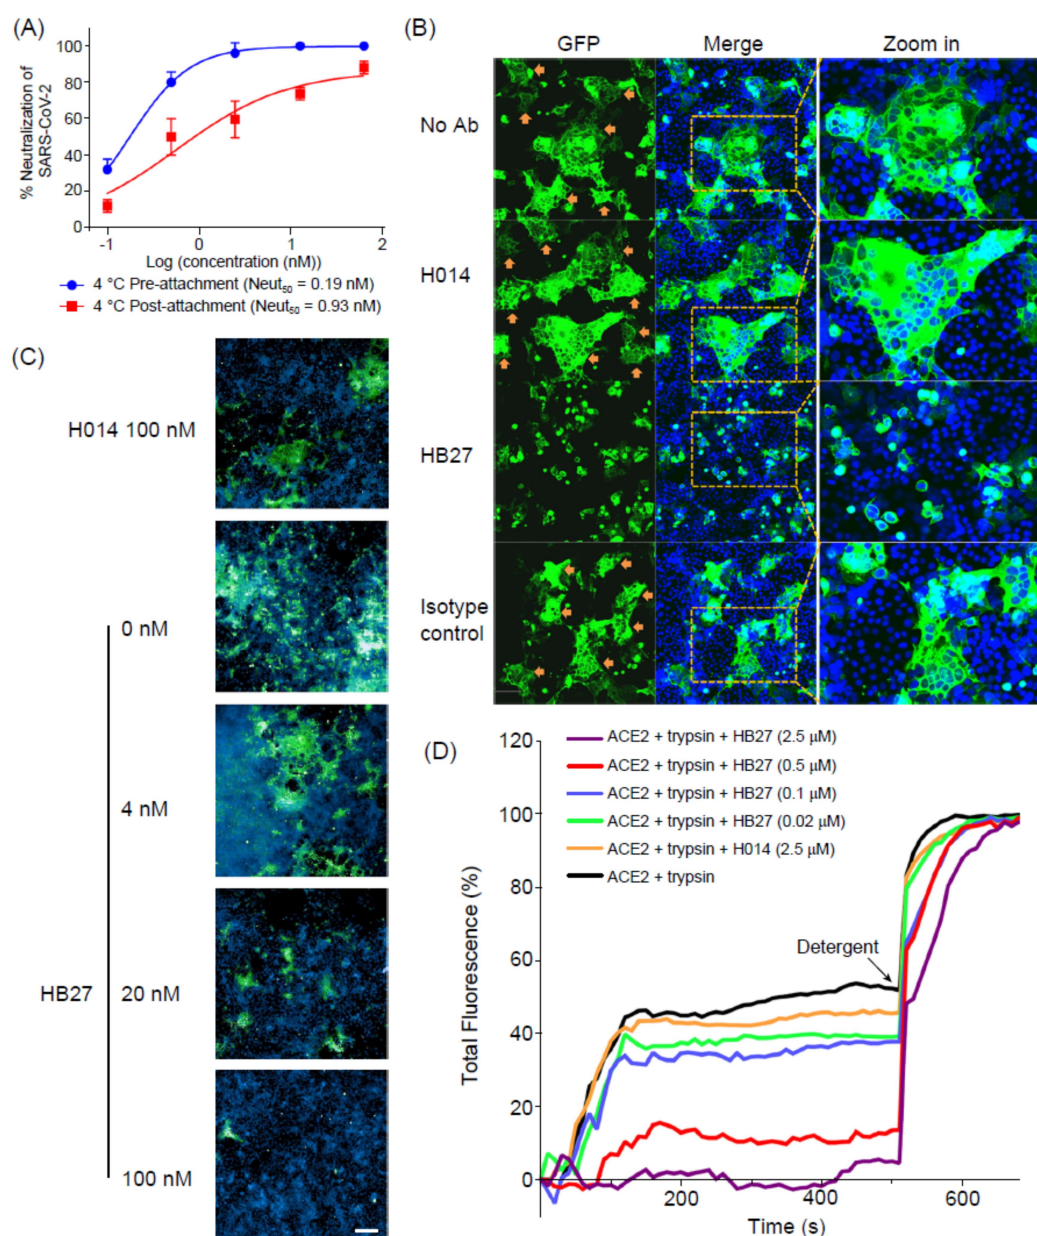 (A)
% Neutralization of
SARS-CoV-2
100
80
60
40
20
0
-1
0
1
2
Log (concentration (nM))
4 °C Pre-attachment (Neut50 = 0.19 nM)
4 °C Post-attachment (Neut50 = 0.93 nM)
(B)
GFP
Merge
Zoom in
No Ab
H014
HB27
Isotype
control
(C)
H014 100 nM
0 nM
4 nM
HB27
20 nM
100 nM
(D)
ACE2 + trypsin + HB27 (2.5 μM)
ACE2 + trypsin + HB27 (0.5 μM)
ACE2 + trypsin + HB27 (0.1 μM)
ACE2 + trypsin + HB27 (0.02 μM)
ACE2 + trypsin + H014 (2.5 μM)
ACE2 + trypsin
Detergent
Total Fluorescence (%)
120
100
80
60
40
20
0
200
400
600
Time (s)